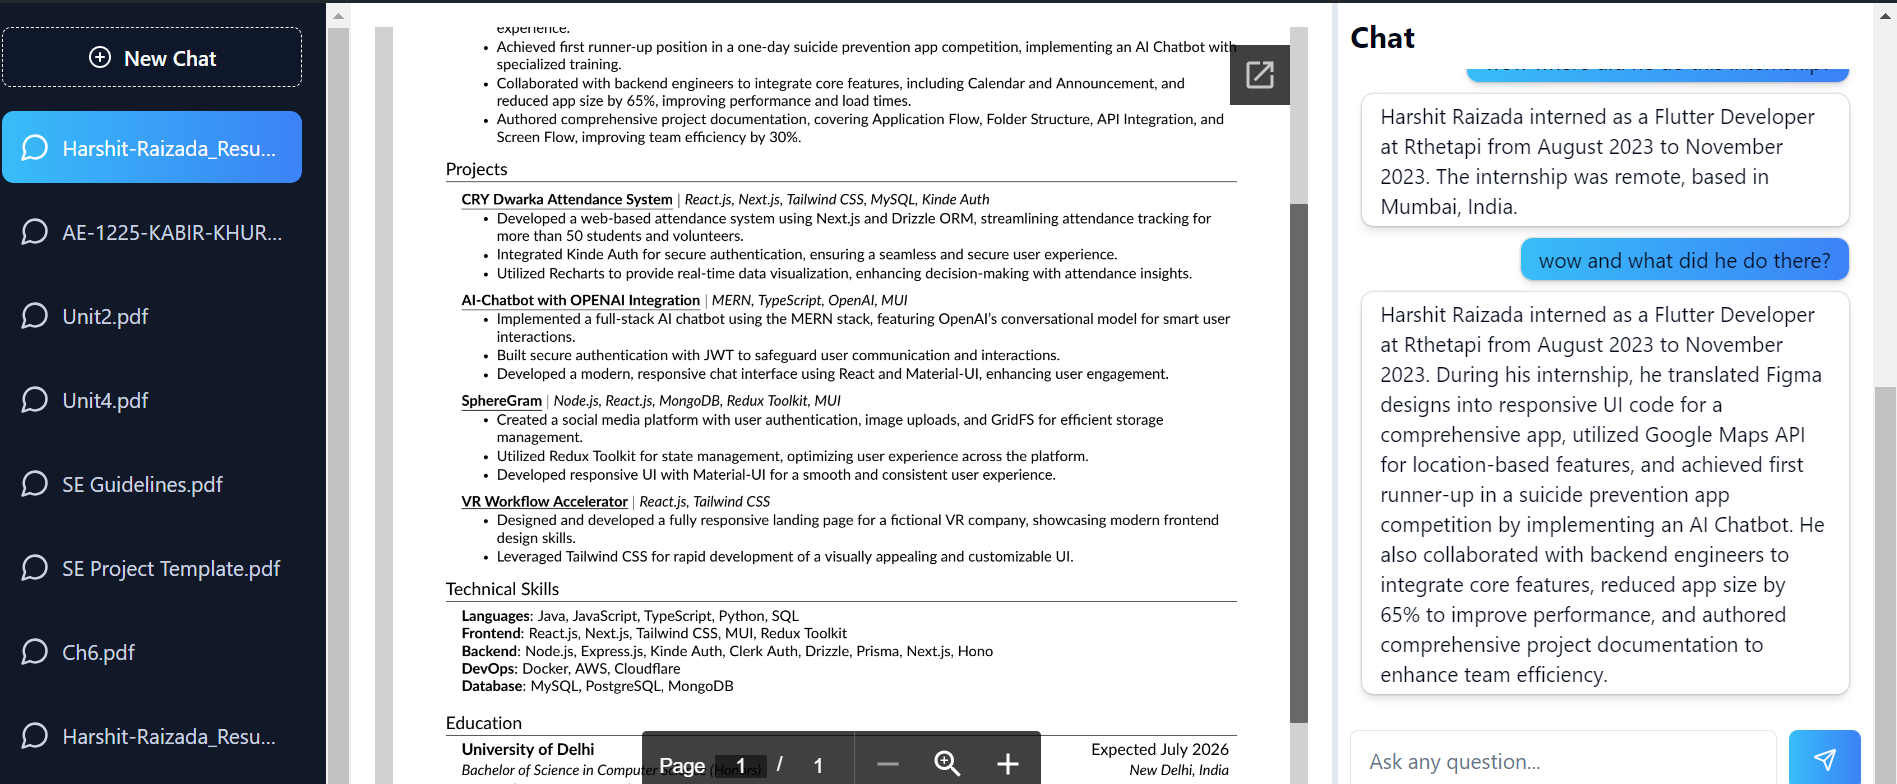 New Chat
Harshit-Raizada_Resu...
AE-1225-KABIR-KHUR...
Unit2.pdf
Unit4.pdf
SE Guidelines.pdf
SE Project Template.pdf
Ch6.pdf
Harshit-Raizada_Resu...
experience.
• Achieved first runner-up position in a one-day suicide prevention app competition, implementing an AI Chatbot with
specialized training.
• Collaborated with backend engineers to integrate core features, including Calendar and Announcement, and
reduced app size by 65%, improving performance and load times.
• Authored comprehensive project documentation, covering Application Flow, Folder Structure, API Integration, and
Screen Flow, improving team efficiency by 30%.
Projects
CRY Dwarka Attendance System | React.js, Next.js, Tailwind CSS, MySQL, Kinde Auth
• Developed a web-based attendance system using Next.js and Drizzle ORM, streamlining attendance tracking for
more than 50 students and volunteers.
• Integrated Kinde Auth for secure authentication, ensuring a seamless and secure user experience.
• Utilized Recharts to provide real-time data visualization, enhancing decision-making with attendance insights.
AI-Chatbot with OPENAI Integration | MERN, TypeScript, OpenAI, MUI
• Implemented a full-stack AI chatbot using the MERN stack, featuring OpenAI's conversational model for smart user
interactions.
• Built secure authentication with JWT to safeguard user communication and interactions.
• Developed a modern, responsive chat interface using React and Material-UI, enhancing user engagement.
SphereGram | Node.js, React.js, MongoDB, Redux Toolkit, MUI
• Created a social media platform with user authentication, image uploads, and GridFS for efficient storage
management.
• Utilized Redux Toolkit for state management, optimizing user experience across the platform.
• Developed responsive UI with Material-UI for a smooth and consistent user experience.
VR Workflow Accelerator | React.js, Tailwind CSS
• Designed and developed a fully responsive landing page for a fictional VR company, showcasing modern frontend
design skills.
• Leveraged Tailwind CSS for rapid development of a visually appealing and customizable UI.
Technical Skills
Languages: Java, JavaScript, TypeScript, Python, SQL
Frontend: React.js, Next.js, Tailwind CSS, MUI, Redux Toolkit
Backend: Node.js, Express.js, Kinde Auth, Clerk Auth, Drizzle, Prisma, Next.js, Hono
DevOps: Docker, AWS, Cloudflare
Database: MySQL, PostgreSQL, MongoDB
Education
University of Delhi Expected July 2026
Bachelor of Science in Computer Science (Honors) New Delhi, India
Page 1 / 1
Chat
Harshit Raizada interned as a Flutter Developer
at Rthetapi from August 2023 to November
2023. The internship was remote, based in
Mumbai, India.
wow and what did he do there?
Harshit Raizada interned as a Flutter Developer
at Rthetapi from August 2023 to November
2023. During his internship, he translated Figma
designs into responsive UI code for a
comprehensive app, utilized Google Maps API
for location-based features, and achieved first
runner-up in a suicide prevention app
competition by implementing an AI Chatbot. He
also collaborated with backend engineers to
integrate core features, reduced app size by
65% to improve performance, and authored
comprehensive project documentation to
enhance team efficiency.
Ask any question...